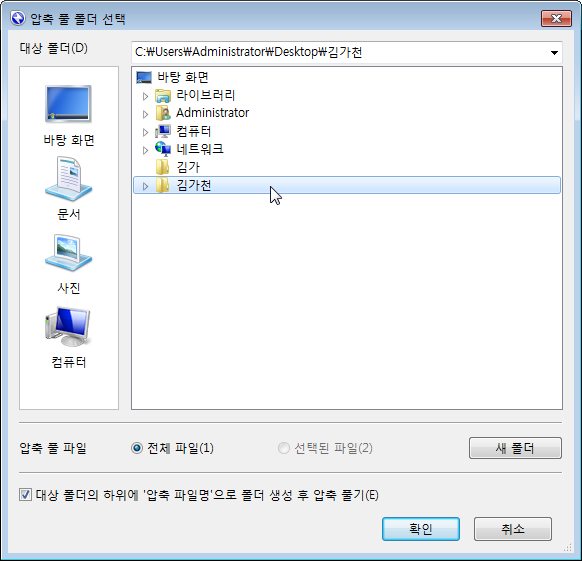 압축 풀 폴더 선택
대상 폴더(D)
C:₩Users₩Administrator₩Desktop₩김가천
바탕 화면
라이브러리
Administrator
컴퓨터
네트워크
김가
김가천
바탕 화면
문서
사진
컴퓨터
압축 풀 파일
전체 파일(1)
선택된 파일(2)
새 폴더
대상 폴더의 하위에 '압축 파일명'으로 폴더 생성 후 압축 풀기(E)
확인
취소